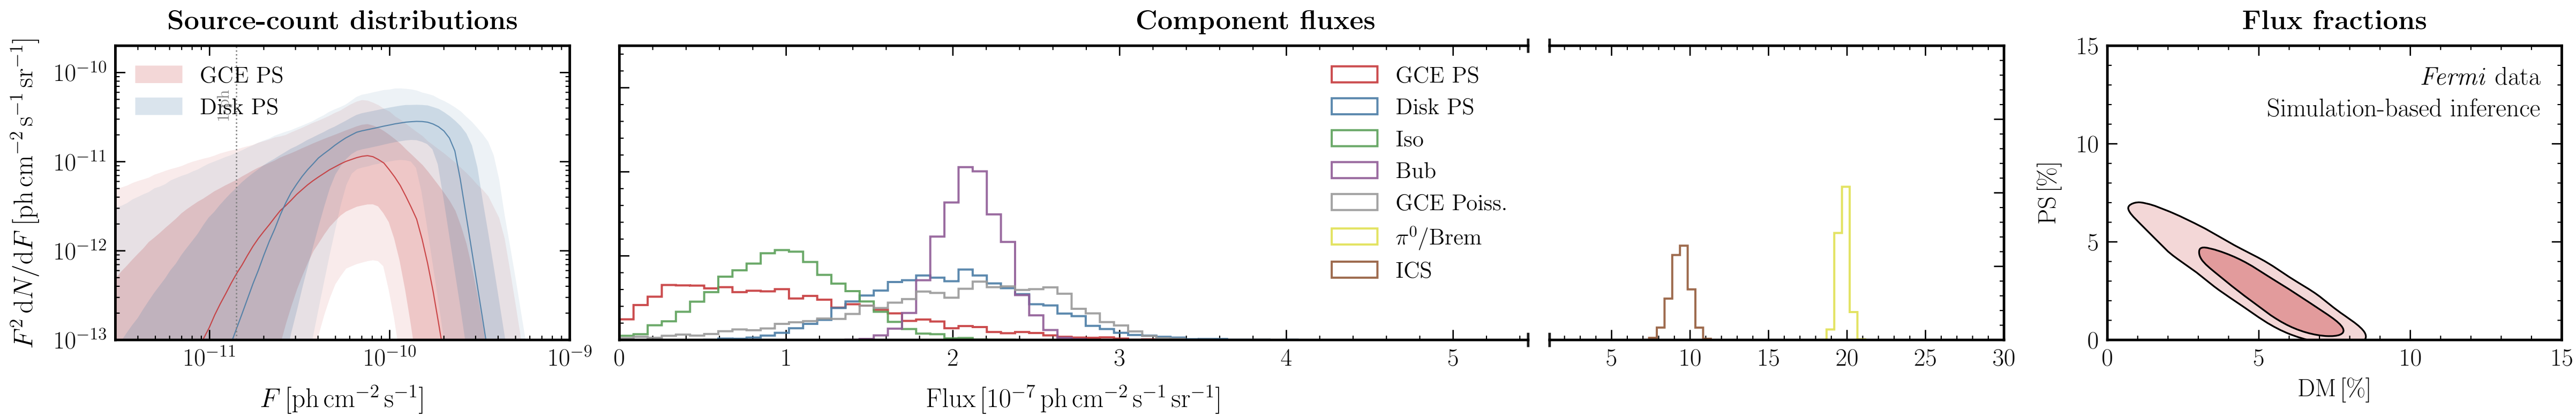 Source-count distributions
GCE PS
Disk PS
10⁻¹⁰
10⁻¹¹
10⁻¹²
10⁻¹³
F² dN/dF [ph cm⁻² s⁻¹ sr⁻¹]
10⁻¹¹
10⁻¹⁰
10⁻⁹
F [ph cm⁻² s⁻¹]
Component fluxes
GCE PS
Disk PS
Iso
Bub
GCE Poiss.
π⁰/Brem
ICS
0 1 2 3 4 5
5 10 15 20 25 30
Flux [10⁻⁷ ph cm⁻² s⁻¹ sr⁻¹]
Flux fractions
Fermi data
Simulation-based inference
15
10
5
0
PS [%]
0 5 10 15
DM [%]